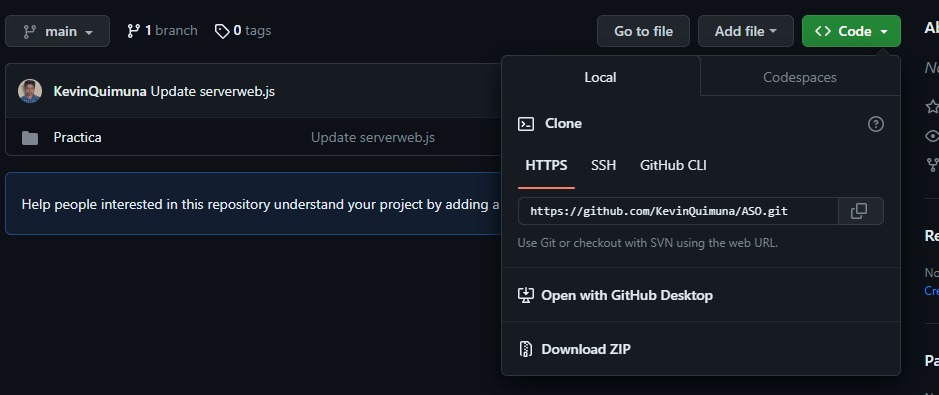 main 1 branch 0 tags Go to file Add file Code
Local Codespaces
KevinQuimuna Update serverweb.js
Practica Update serverweb.js
Clone
HTTPS SSH GitHub CLI
Help people interested in this repository understand your project by adding a
https://github.com/KevinQuimuna/ASO.git
Use Git or checkout with SVN using the web URL.
Open with GitHub Desktop
Download ZIP
Ab
No
Re
No
Cre
Pa